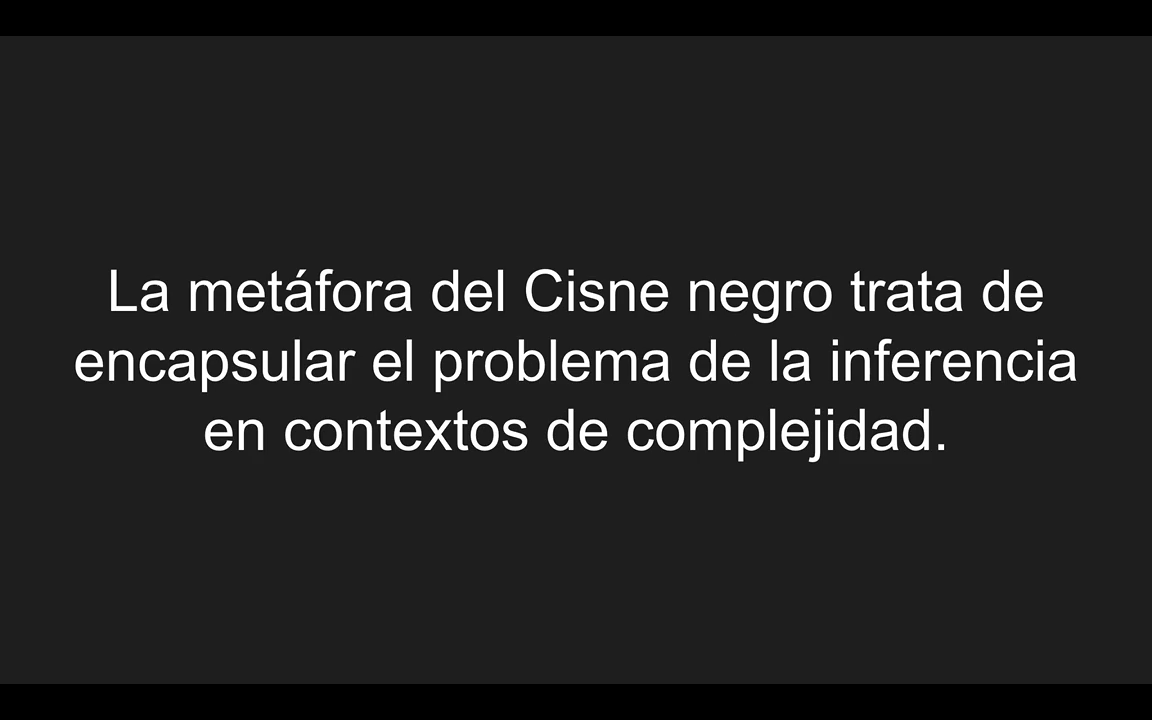 La metáfora del Cisne negro trata de
encapsular el problema de la inferencia
en contextos de complejidad.